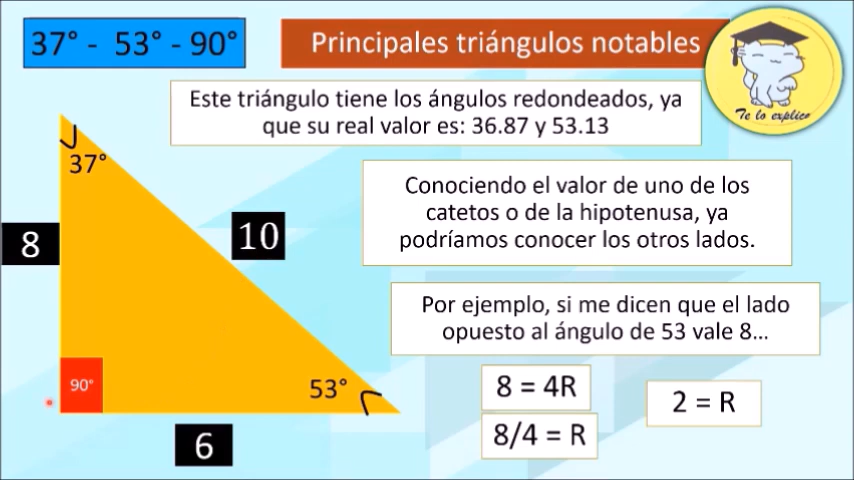 37° - 53° - 90°
Principales triángulos notables
Te lo explico
Este triángulo tiene los ángulos redondeados, ya
que su real valor es: 36.87 y 53.13
37°
8
10
Conociendo el valor de uno de los
catetos o de la hipotenusa, ya
podríamos conocer los otros lados.
Por ejemplo, si me dicen que el lado
opuesto al ángulo de 53 vale 8...
90°
53°
8 = 4R
2 = R
8/4 = R
6